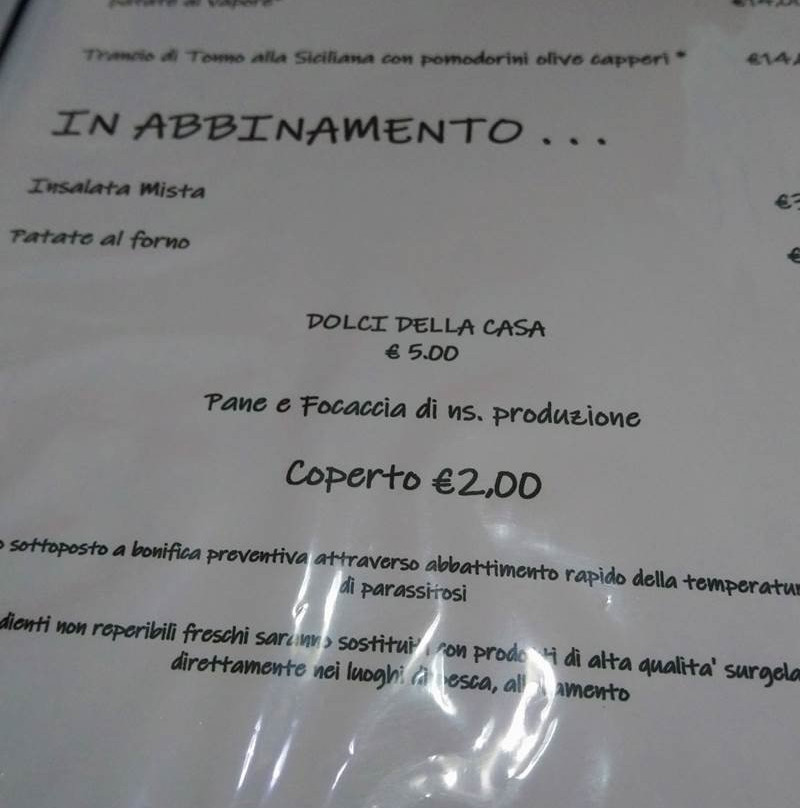 Trancio di Tonno alla Siciliana con pomodorini olive capperi * €14,
IN ABBINAMENTO ...
Insalata Mista €
Patate al forno €
DOLCI DELLA CASA
€ 5.00
Pane e Focaccia di ns. produzione
Coperto €2,00
sottoposto a bonifica preventiva attraverso abbattimento rapido della temperatur
di parassitosi
dienti non reperibili freschi saranno sostituiti con prodotti di alta qualita' surgela
direttamente nei luoghi di pesca,